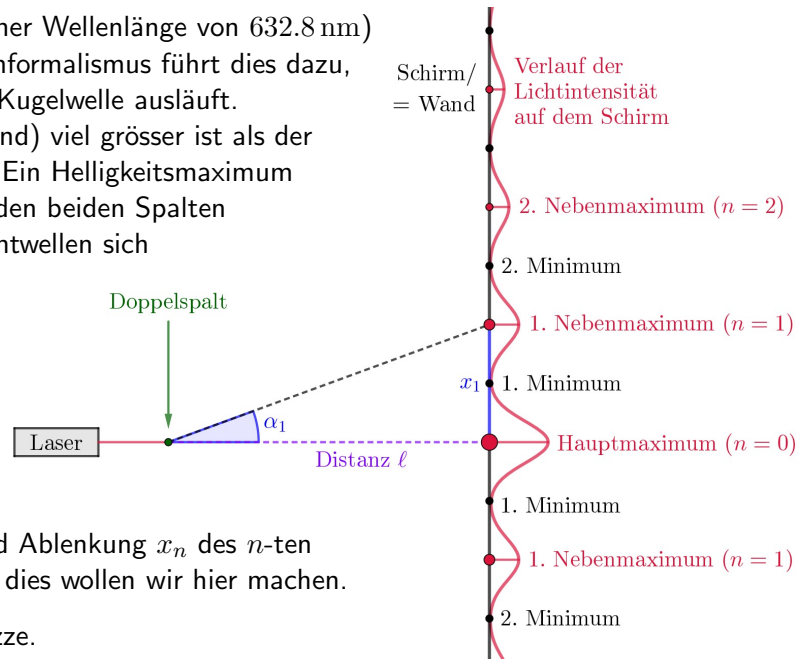 ner Wellenlänge von 632.8 nm)
nformalismus führt dies dazu,
Kugelwelle ausläuft.
nd) viel grösser ist als der
Ein Helligkeitsmaximum
den beiden Spalten
ntwellen sich
Schirm/
= Wand
Verlauf der
Lichtintensität
auf dem Schirm
2. Nebenmaximum (n = 2)
2. Minimum
Doppelspalt
1. Nebenmaximum (n = 1)
x₁
1. Minimum
α₁
Laser
Distanz ℓ
Hauptmaximum (n = 0)
1. Minimum
d Ablenkung xₙ des n-ten
dies wollen wir hier machen.
1. Nebenmaximum (n = 1)
2. Minimum
zze.